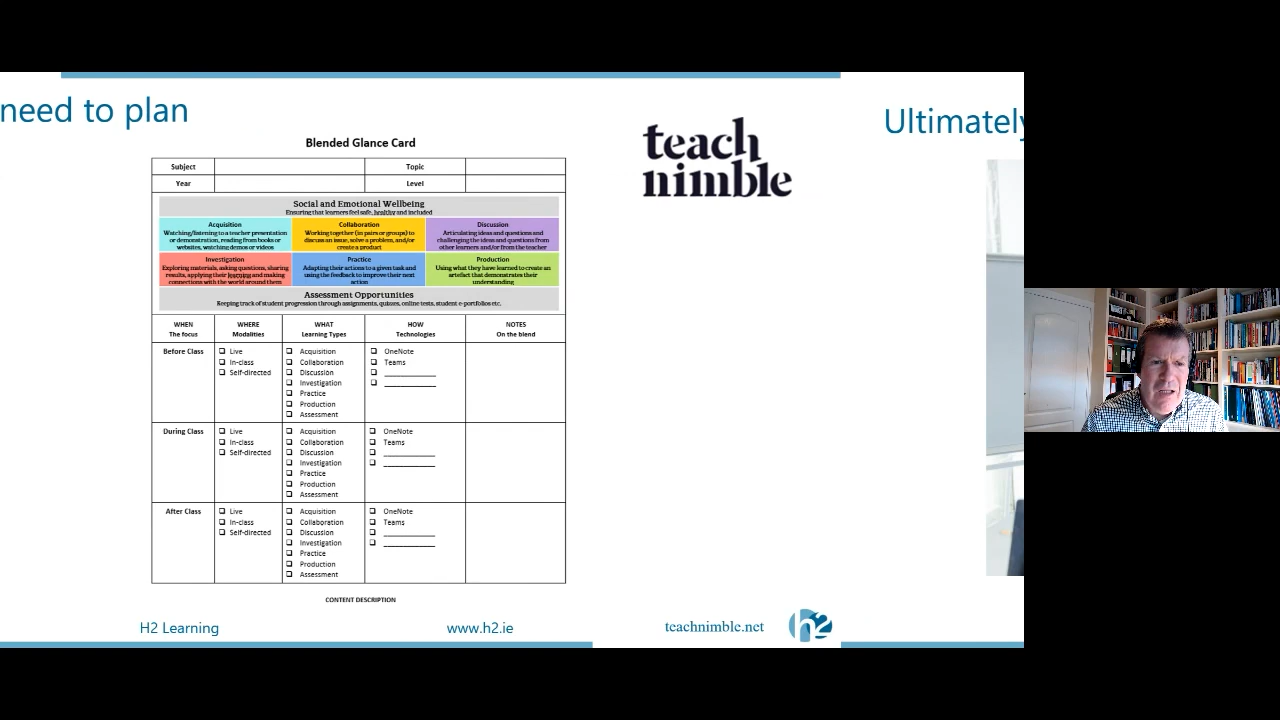 need to plan
Ultimately
Blended Glance Card
teach
nimble
Subject
Topic
Year
Level
Social and Emotional Wellbeing
Ensuring that learners feel safe, healthy and included
Acquisition
Watching/listening to a teacher presentation
or demonstration, reading from books or
websites, watching demos or videos
Collaboration
Working together (in pairs or groups) to
discuss an issue, solve a problem, and/or
create a product
Discussion
Articulating ideas and questions and
challenging the ideas and questions from
other learners and/or from the teacher
Investigation
Exploring materials, asking questions, sharing
results, applying their learning and making
connections with the world around them
Practice
Adapting their actions to a given task and
using the feedback to improve their next
action
Production
Using what they have learned to create an
artefact that demonstrates their
understanding
Assessment Opportunities
Keeping track of student progression through assignments, quizzes, online tests, student e-portfolios etc.
WHEN
The focus
WHERE
Modalities
WHAT
Learning Types
HOW
Technologies
NOTES
On the blend
Before Class
Live
In-class
Self-directed
Acquisition
Collaboration
Discussion
Investigation
Practice
Production
Assessment
OneNote
Teams
During Class
Live
In-class
Self-directed
Acquisition
Collaboration
Discussion
Investigation
Practice
Production
Assessment
OneNote
Teams
After Class
Live
In-class
Self-directed
Acquisition
Collaboration
Discussion
Investigation
Practice
Production
Assessment
OneNote
Teams
CONTENT DESCRIPTION
H2 Learning
www.h2.ie
teachnimble.net
h2